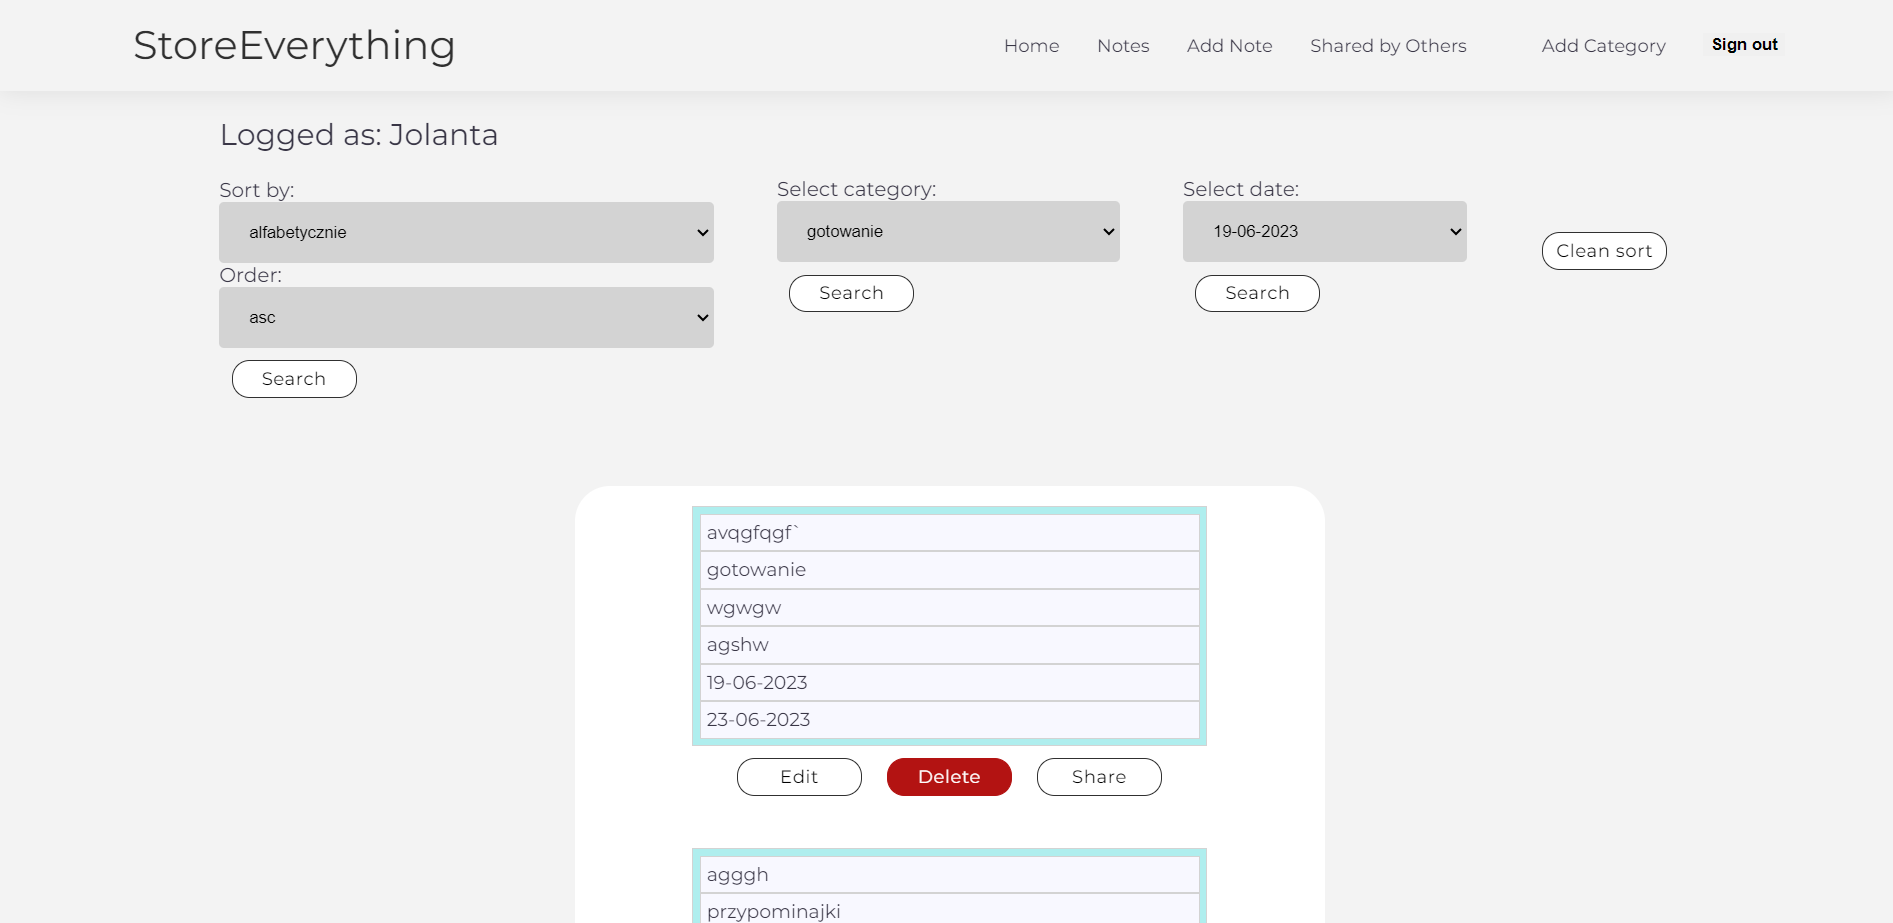 StoreEverything
Home Notes Add Note Shared by Others Add Category Sign out
Logged as: Jolanta
Sort by:
alfabetycznie
Order:
asc
Search
Select category:
gotowanie
Search
Select date:
19-06-2023
Search
Clean sort
avqgfqgf`
gotowanie
wgwgw
agshw
19-06-2023
23-06-2023
Edit Delete Share
agggh
przypominajki